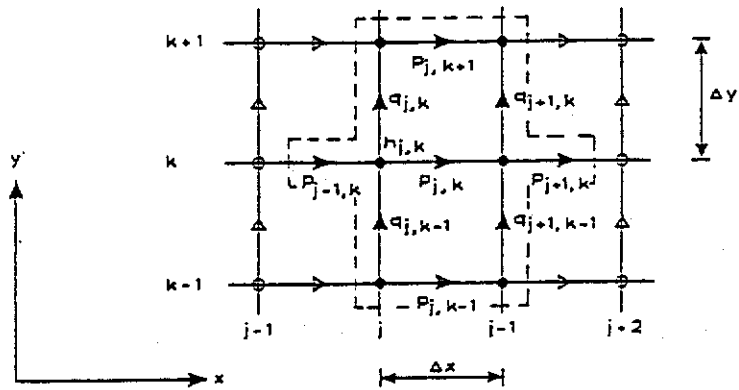 k+1
P j, k+1
q j, k
q j+1, k
Δy
y
h j, k
k
P j-1, k
P j, k
P j+1, k
q j, k-1
q j+1, k-1
k-1
P j, k-1
j-1
j
j-1
j+2
x
Δx